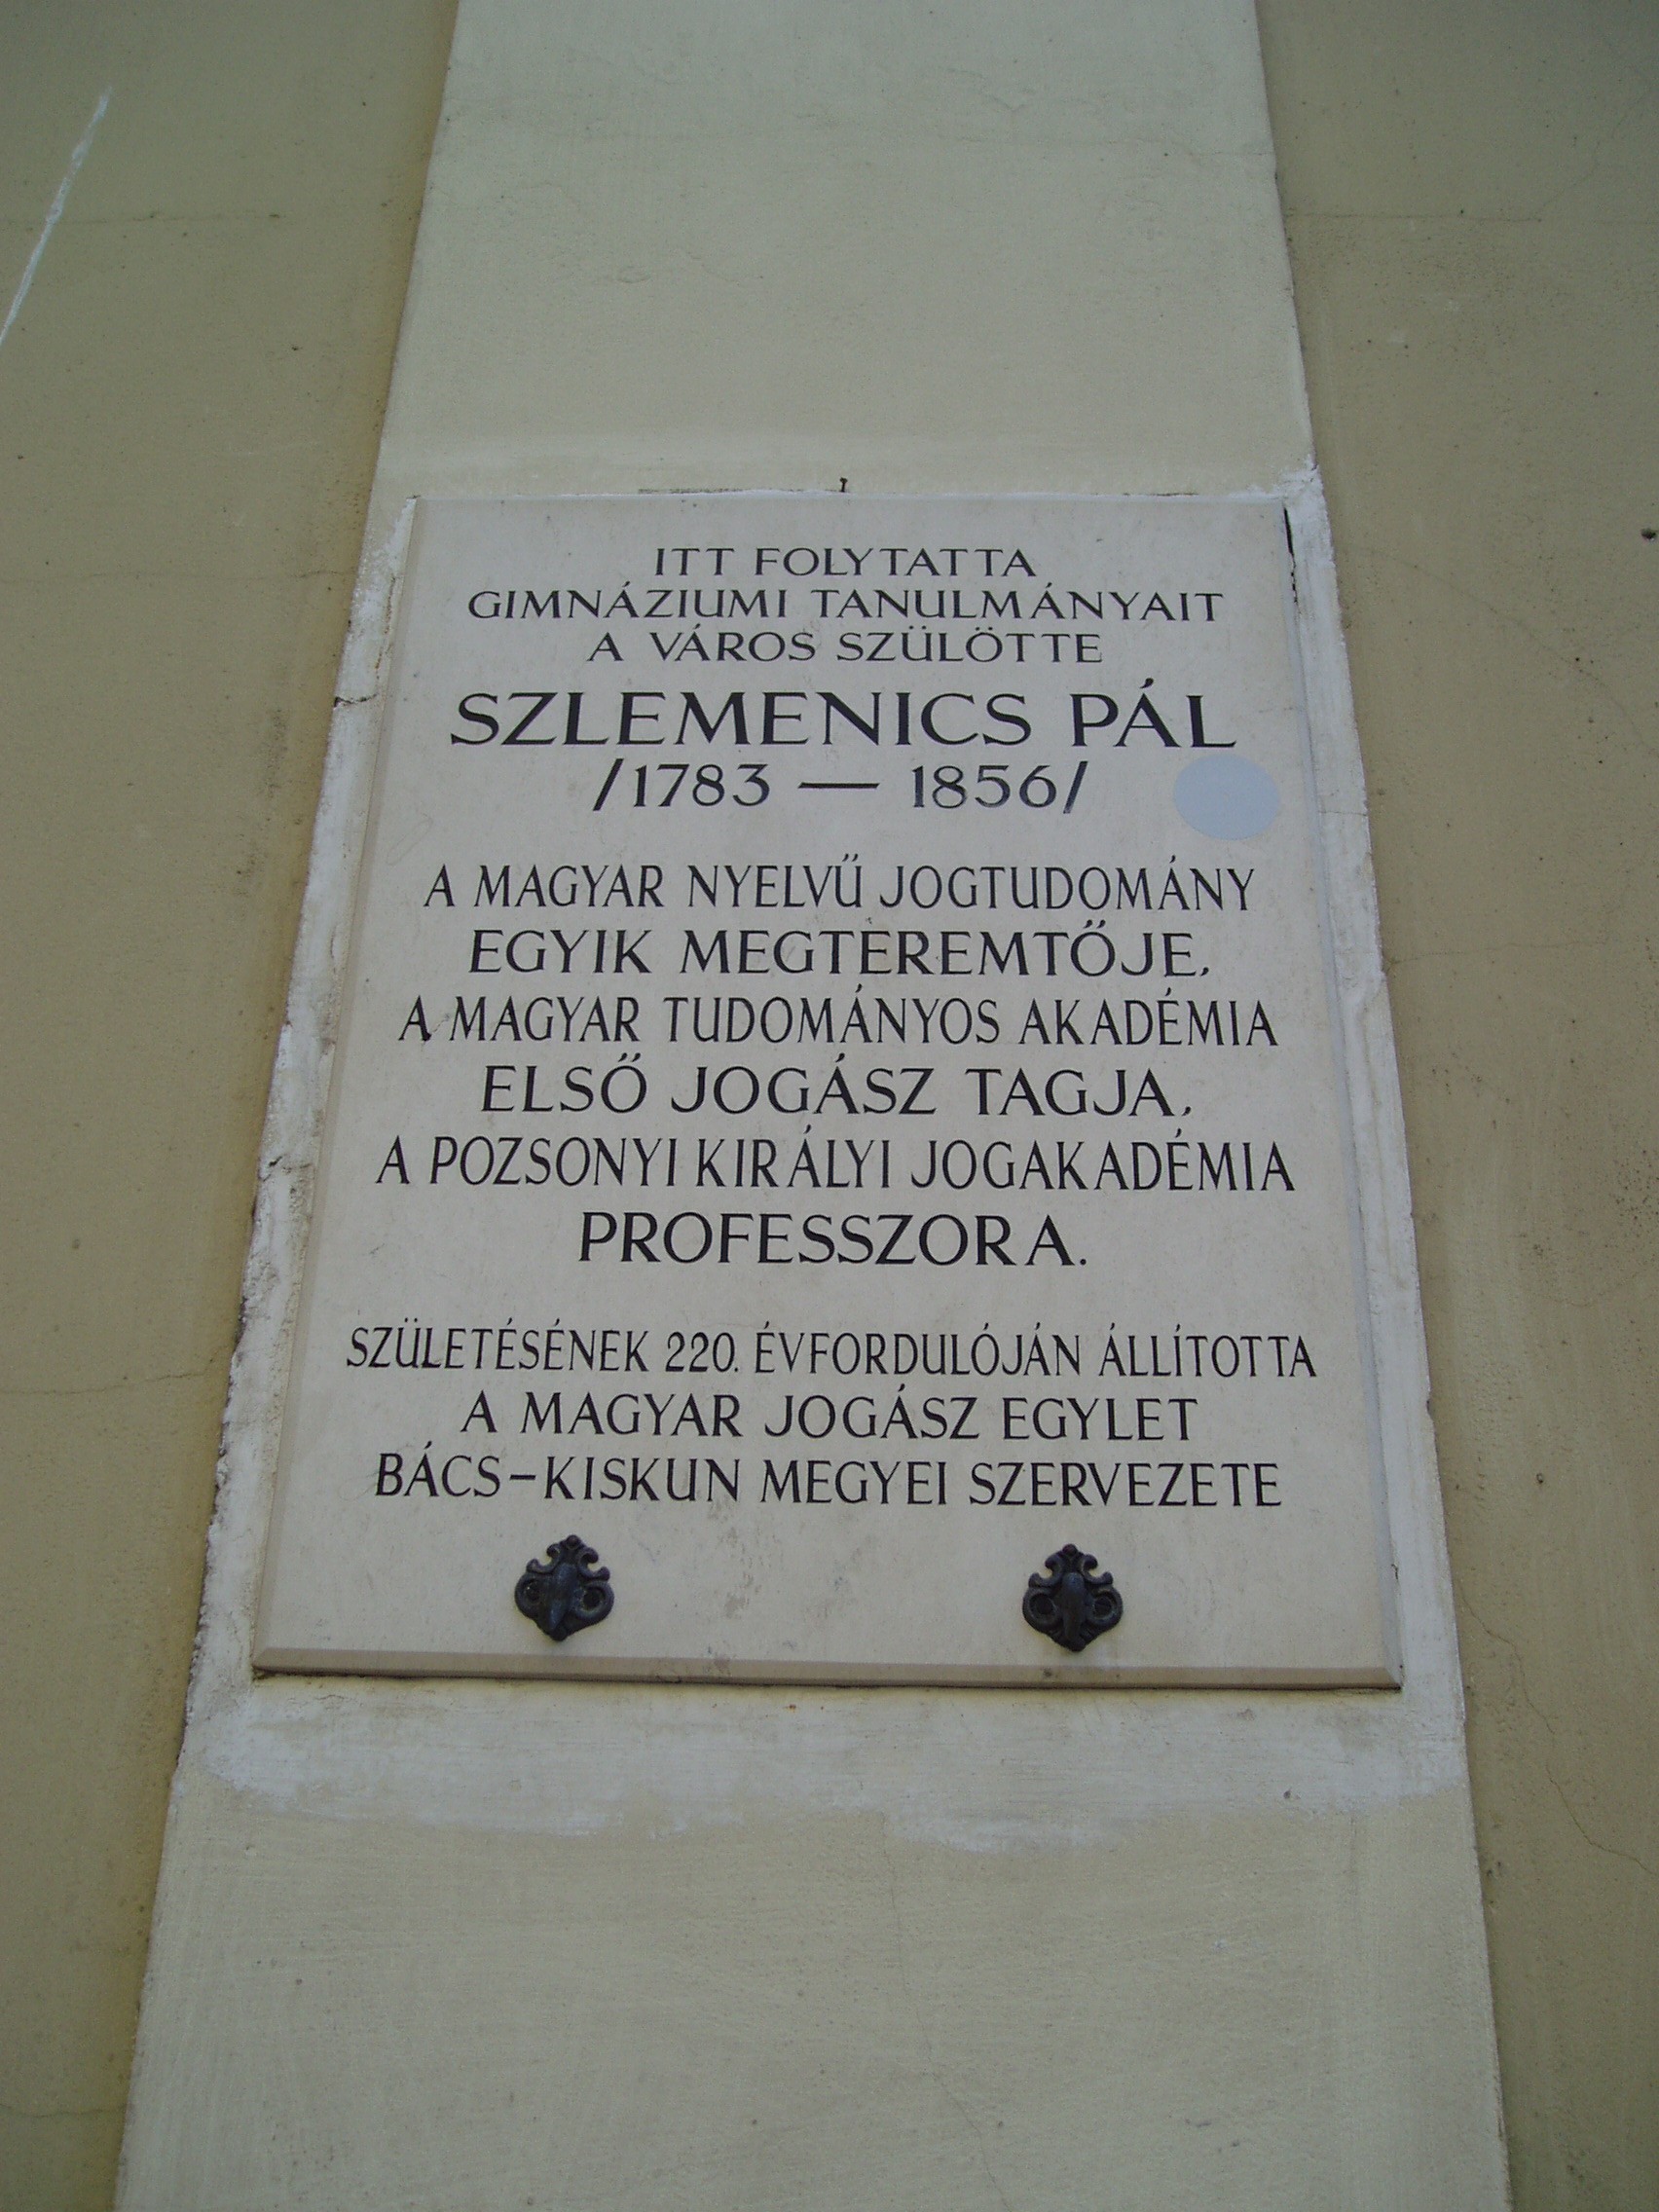 ITT FOLYTATTA
GIMNÁZIUMI TANULMÁNYAIT
A VÁROS SZÜLÖTTE
SZLEMENICS PÁL
/1783 — 1856/
A MAGYAR NYELVŰ JOGTUDOMÁNY
EGYIK MEGTEREMTŐJE,
A MAGYAR TUDOMÁNYOS AKADÉMIA
ELSŐ JOGÁSZ TAGJA,
A POZSONYI KIRÁLYI JOGAKADÉMIA
PROFESSZORA.
SZÜLETÉSÉNEK 220. ÉVFORDULÓJÁN ÁLLÍTOTTA
A MAGYAR JOGÁSZ EGYLET
BÁCS-KISKUN MEGYEI SZERVEZETE